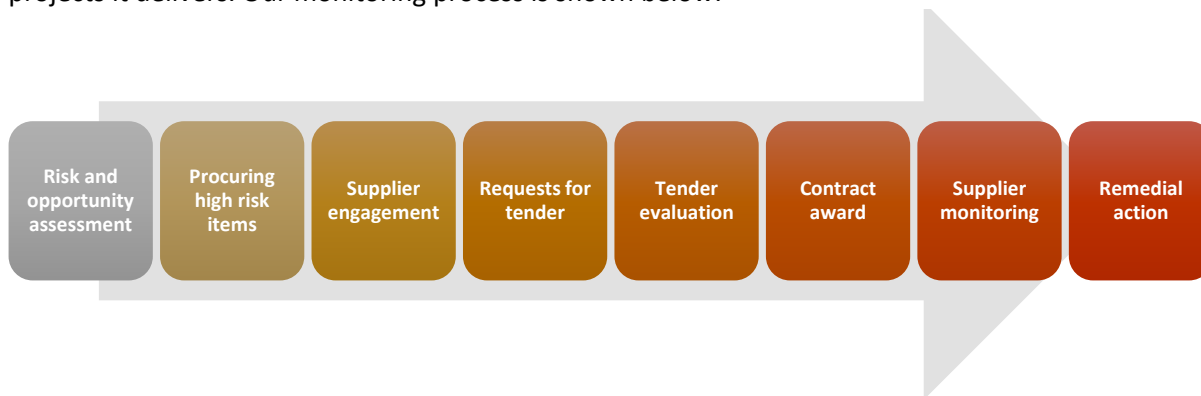 projects it delivers. Our monitoring process is shown below:
Risk and
opportunity
assessment
Procuring
high risk
items
Supplier
engagement
Requests for
tender
Tender
evaluation
Contract
award
Supplier
monitoring
Remedial
action